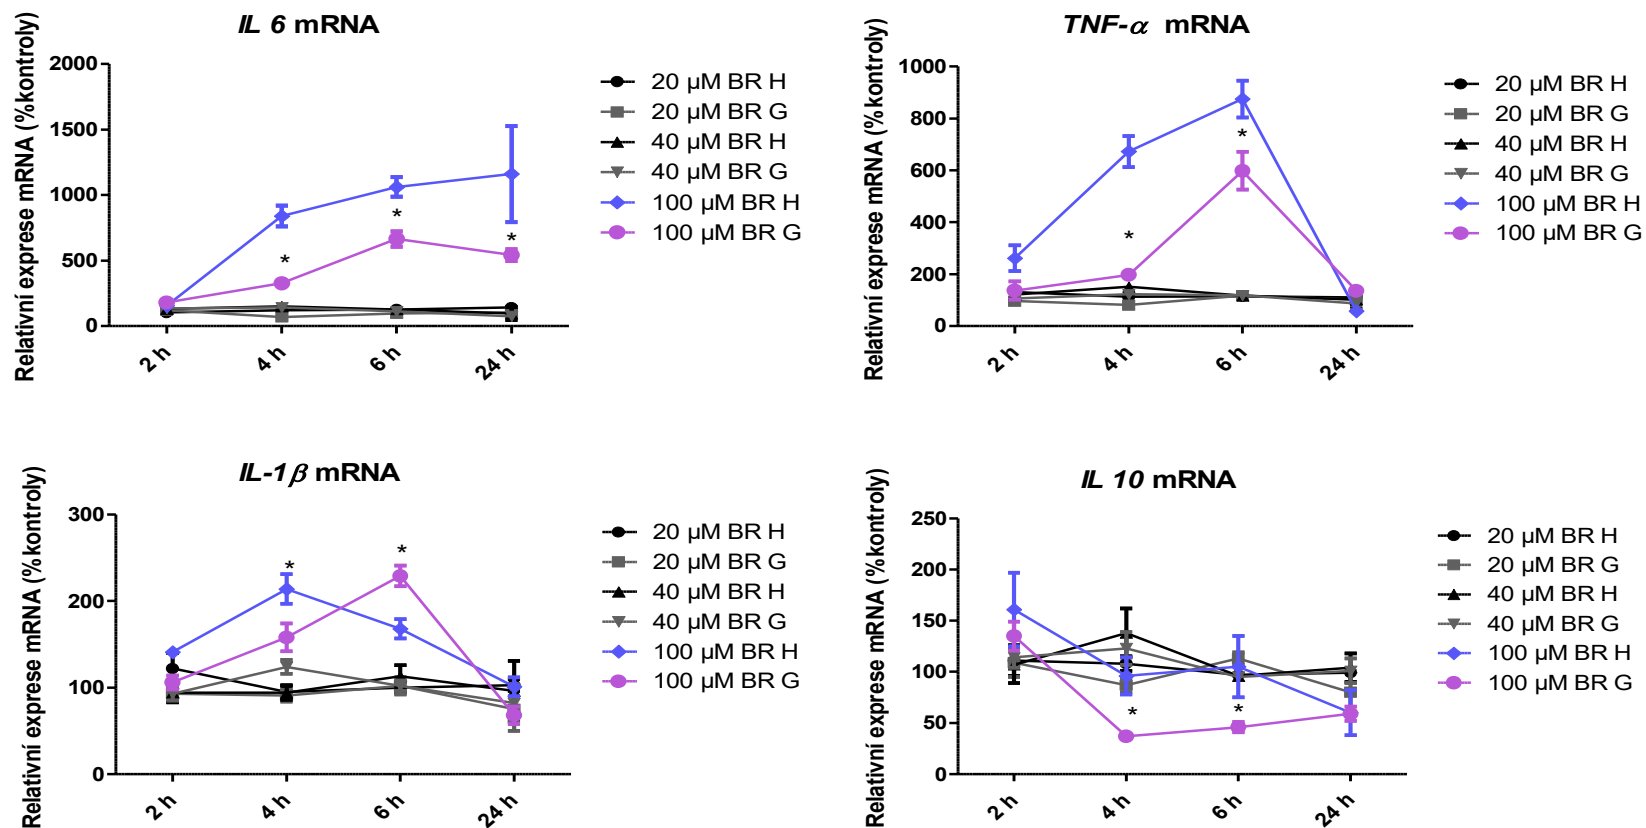 IL 6 mRNA
Relativní exprese mRNA (%kontroly)
2000
1500
1000
500
0
2 h
4 h
6 h
24 h
*
*
*
20 µM BR H
20 µM BR G
40 µM BR H
40 µM BR G
100 µM BR H
100 µM BR G
TNF-α mRNA
Relativní exprese mRNA (%kontroly)
1000
800
600
400
200
0
2 h
4 h
6 h
24 h
*
*
20 µM BR H
20 µM BR G
40 µM BR H
40 µM BR G
100 µM BR H
100 µM BR G
IL-1β mRNA
Relativní exprese mRNA (%kontroly)
300
200
100
0
2 h
4 h
6 h
24 h
*
*
20 µM BR H
20 µM BR G
40 µM BR H
40 µM BR G
100 µM BR H
100 µM BR G
IL 10 mRNA
Relativní exprese mRNA (%kontroly)
250
200
150
100
50
0
2 h
4 h
6 h
24 h
*
*
20 µM BR H
20 µM BR G
40 µM BR H
40 µM BR G
100 µM BR H
100 µM BR G